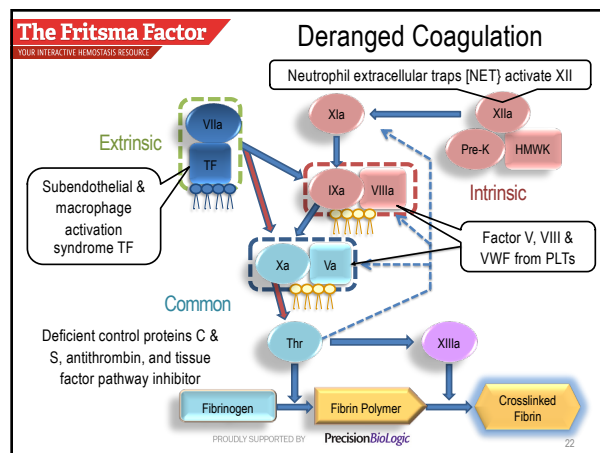 The Fritsma Factor
YOUR INTERACTIVE HEMOSTASIS RESOURCE
Deranged Coagulation
Neutrophil extracellular traps [NET} activate XII
VIIa
XIa
XIIa
Extrinsic
TF
Pre-K
HMWK
Subendothelial &
macrophage
activation
syndrome TF
IXa
VIIIa
Intrinsic
Factor V, VIII &
VWF from PLTs
Xa
Va
Common
Deficient control proteins C &
S, antithrombin, and tissue
factor pathway inhibitor
Thr
XIIIa
Fibrinogen
Fibrin Polymer
Crosslinked
Fibrin
PROUDLY SUPPORTED BY PrecisionBioLogic
22